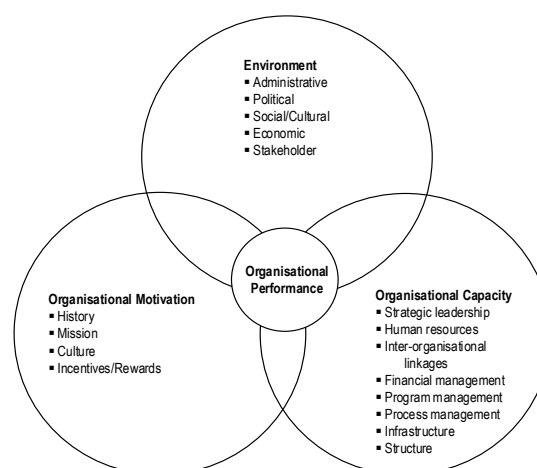 Environment
▪ Administrative
▪ Political
▪ Social/Cultural
▪ Economic
▪ Stakeholder
Organisational
Performance
Organisational Motivation
▪ History
▪ Mission
▪ Culture
▪ Incentives/Rewards
Organisational Capacity
▪ Strategic leadership
▪ Human resources
▪ Inter-organisational
linkages
▪ Financial management
▪ Program management
▪ Process management
▪ Infrastructure
▪ Structure